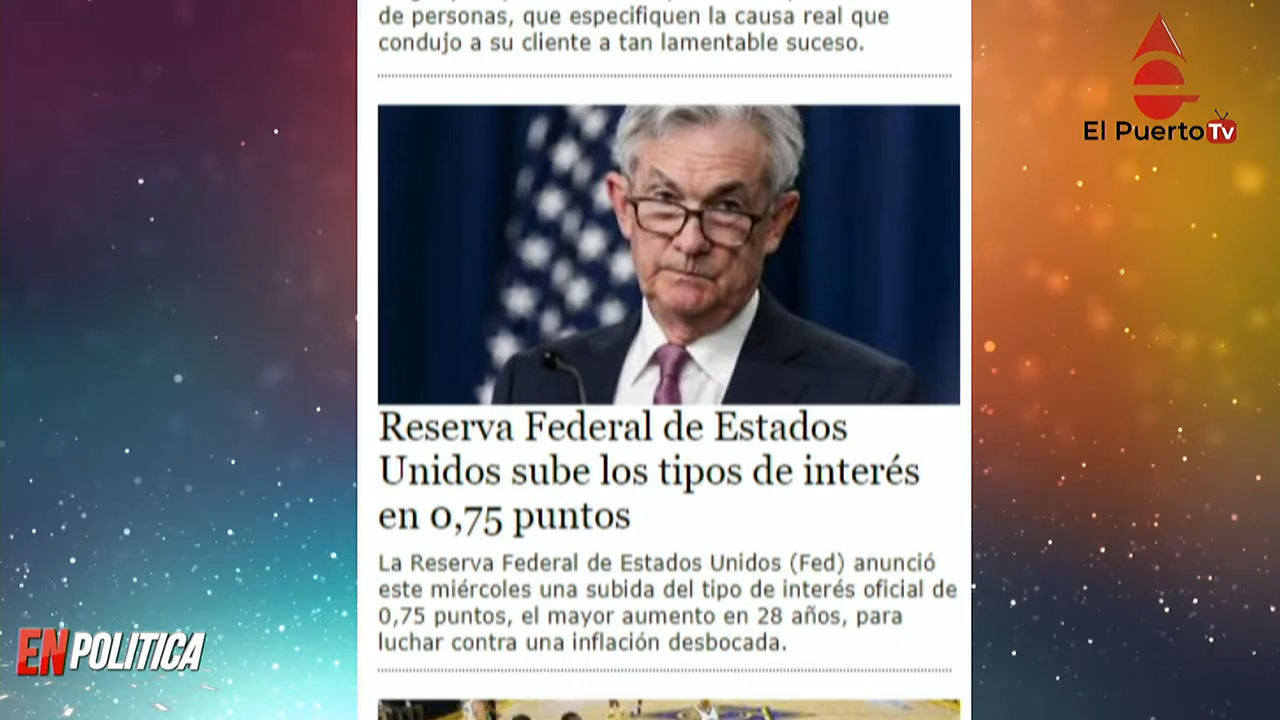 de personas, que especifiquen la causa real que
condujo a su cliente a tan lamentable suceso.
El Puerto Tv
Reserva Federal de Estados
Unidos sube los tipos de interés
en 0,75 puntos
La Reserva Federal de Estados Unidos (Fed) anunció
este miércoles una subida del tipo de interés oficial de
0,75 puntos, el mayor aumento en 28 años, para
luchar contra una inflación desbocada.
EN POLITICA